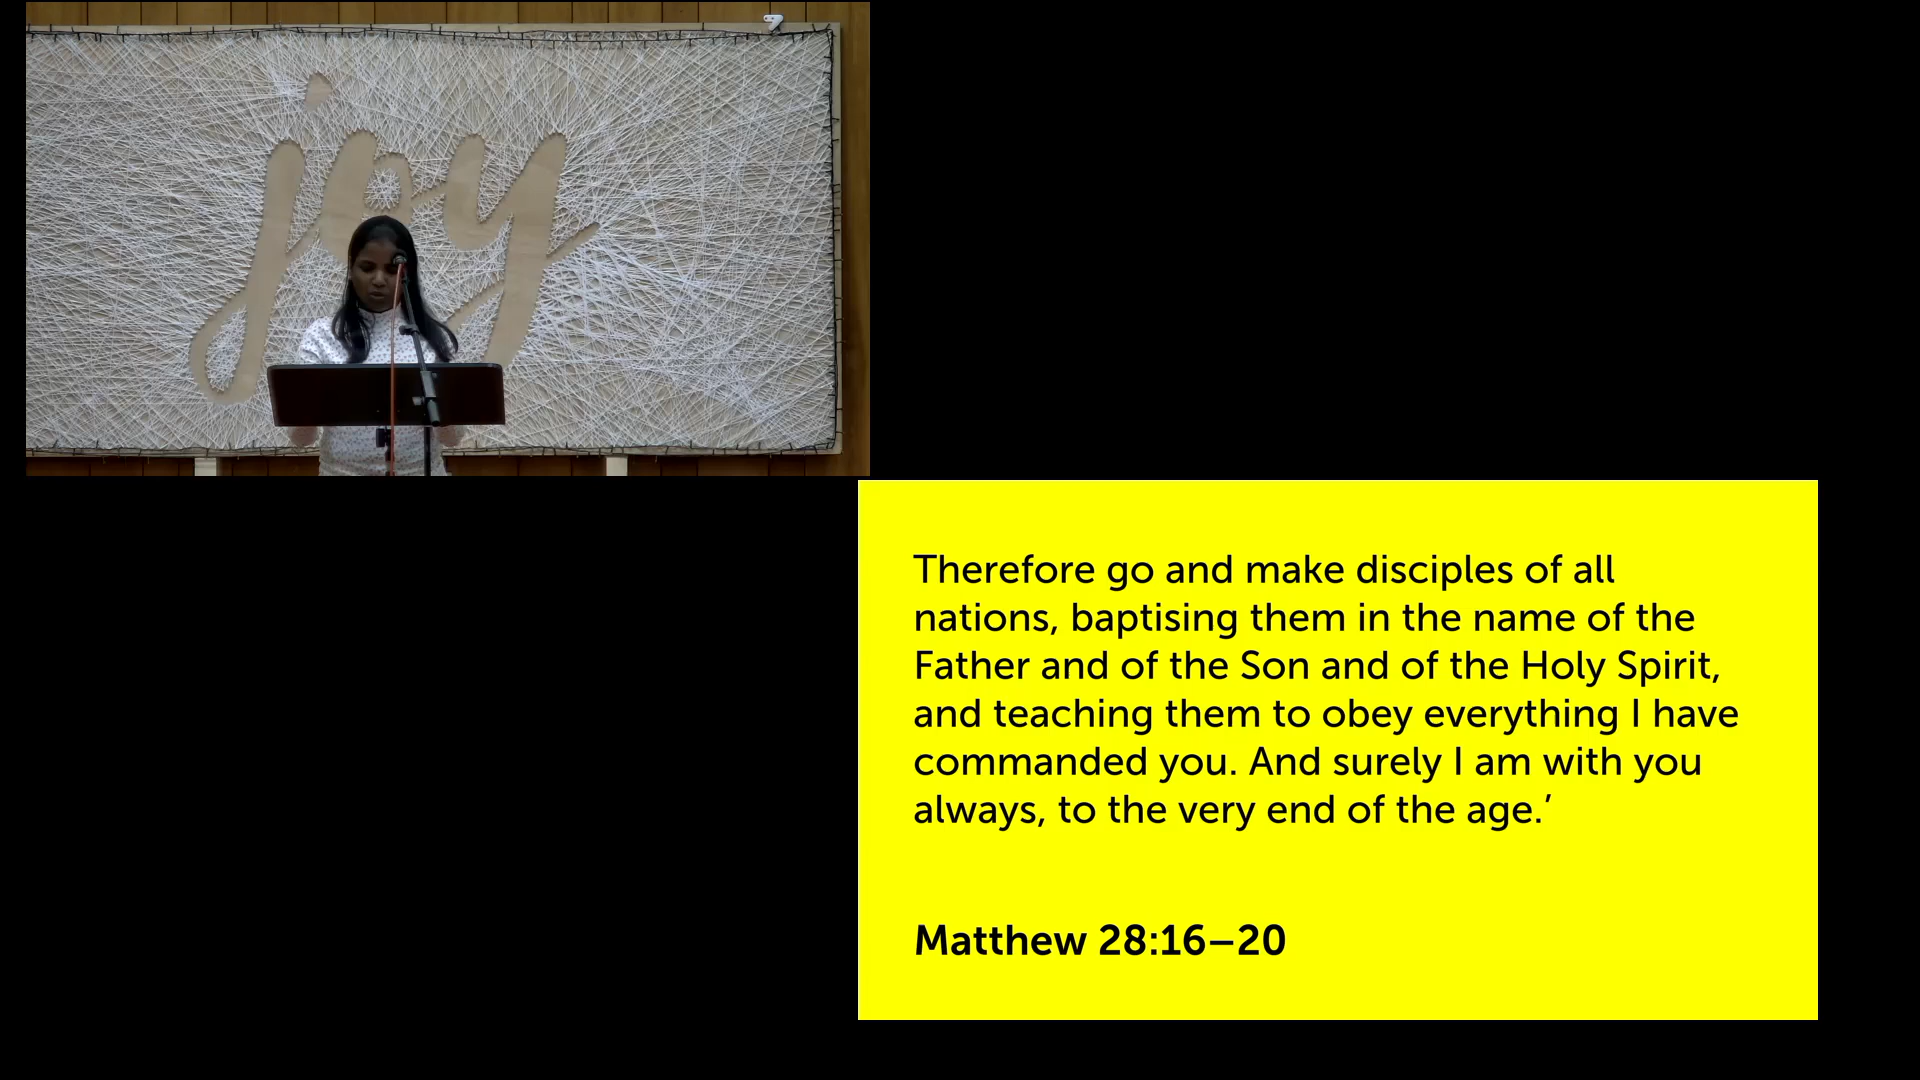 joy
Therefore go and make disciples of all
nations, baptising them in the name of the
Father and of the Son and of the Holy Spirit,
and teaching them to obey everything I have
commanded you. And surely I am with you
always, to the very end of the age.’
Matthew 28:16–20